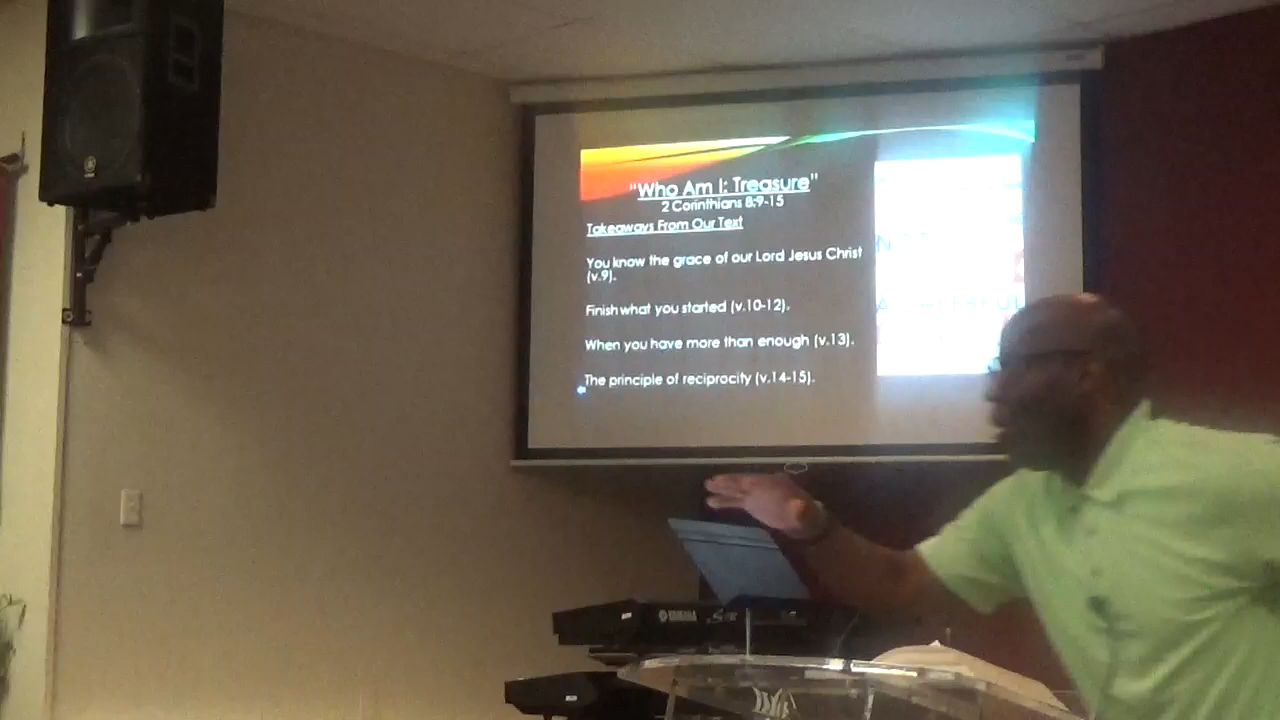 “Who Am I: Treasure”
2 Corinthians 8:9-15
Takeaways From Our Text
You know the grace of our Lord Jesus Christ
(v.9).
Finish what you started (v.10-12).
When you have more than enough (v.13).
The principle of reciprocity (v.14-15).
YAMAHA